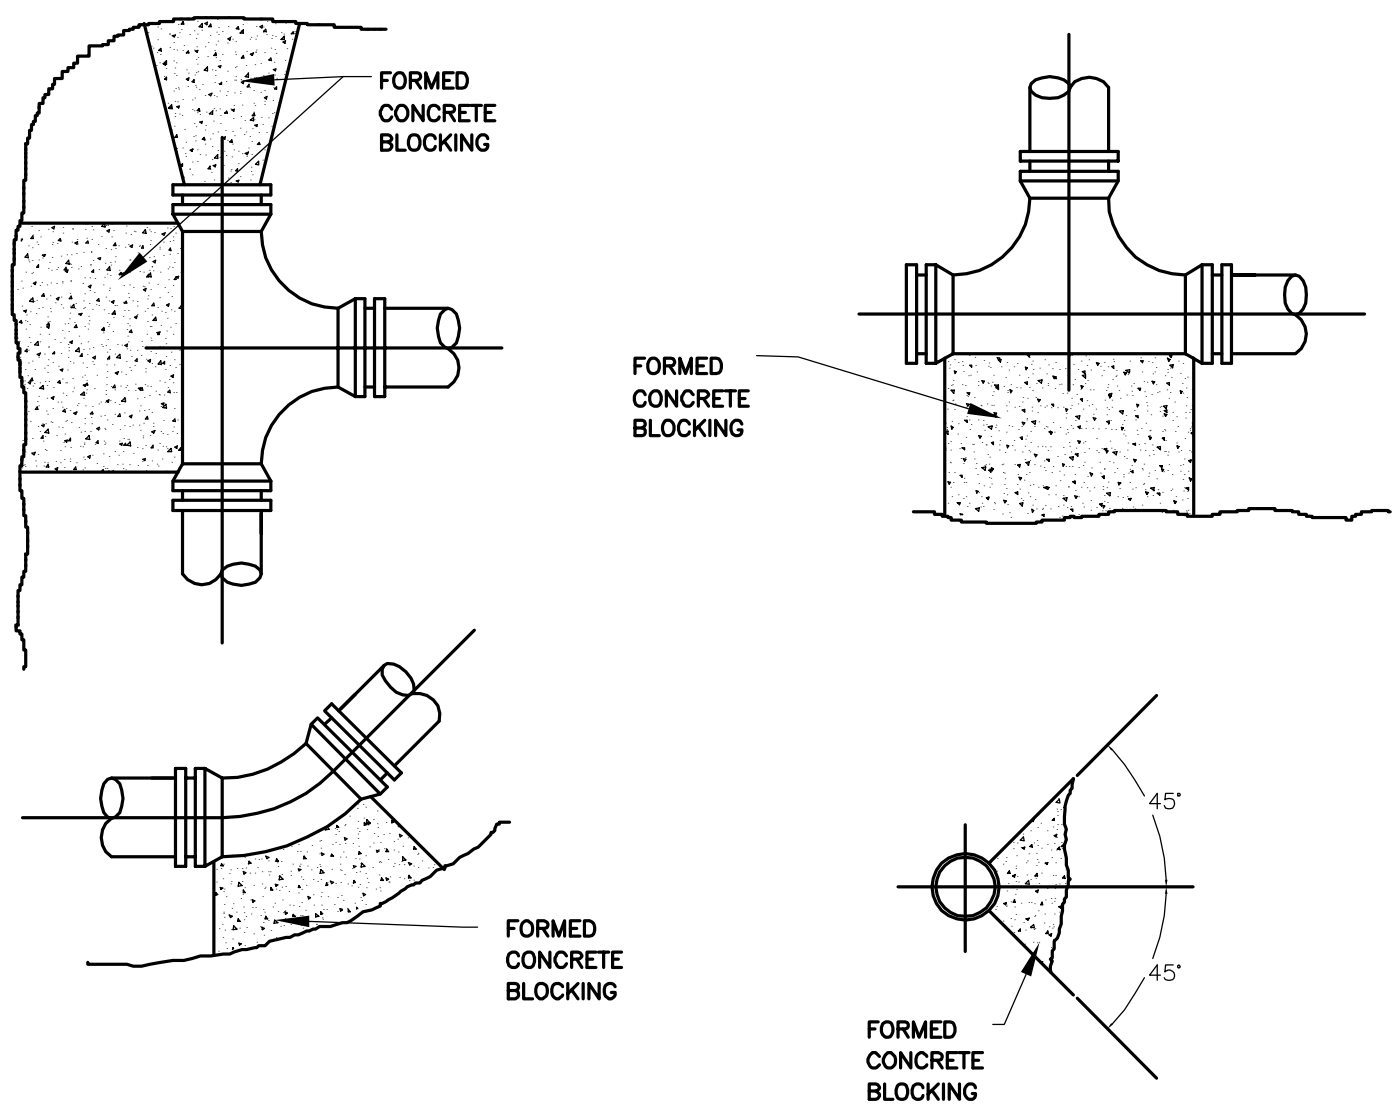 FORMED
CONCRETE
BLOCKING
FORMED
CONCRETE
BLOCKING
FORMED
CONCRETE
BLOCKING
45°
45°
FORMED
CONCRETE
BLOCKING